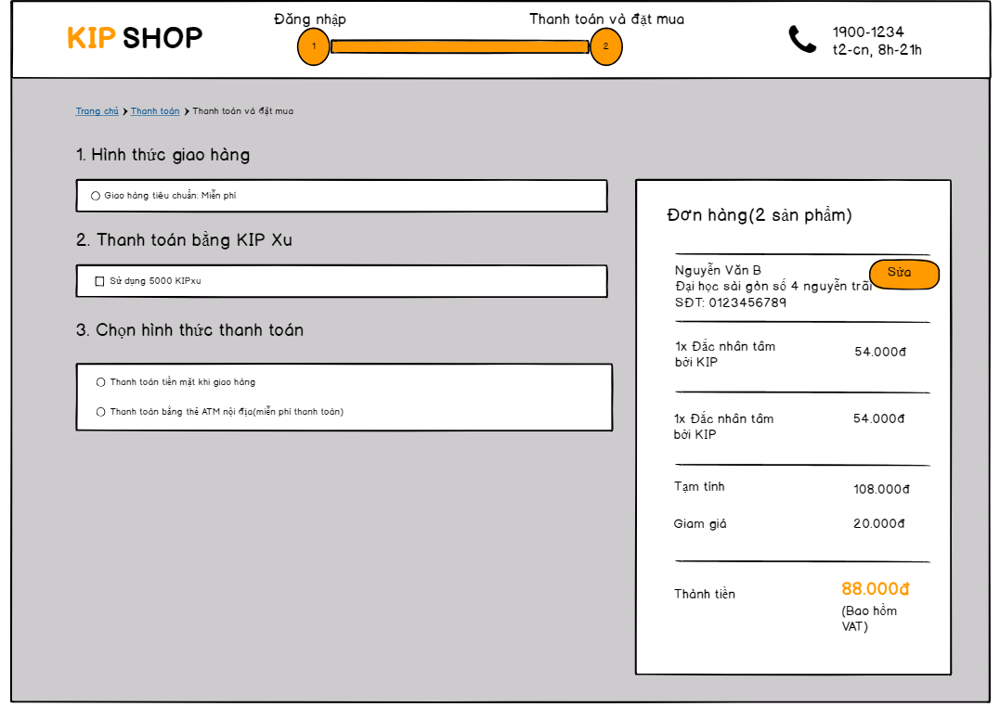 KIP SHOP
Đăng nhập
1
Thanh toán và đặt mua
2
1900-1234
t2-cn, 8h-21h
Trang chủ > Thanh toán > Thanh toán và đặt mua
1. Hình thức giao hàng
Giao hàng tiêu chuẩn: Miễn phí
2. Thanh toán bằng KIP Xu
Sử dụng 5000 KIPxu
3. Chọn hình thức thanh toán
Thanh toán tiền mặt khi giao hàng
Thanh toán bằng thẻ ATM nội địa(miễn phí thanh toán)
Đơn hàng(2 sản phẩm)
Nguyễn Văn B
Sửa
Đại học sài gòn số 4 nguyễn trãi
SĐT: 0123456789
1x Đắc nhân tâm
bởi KIP
54.000đ
1x Đắc nhân tâm
bởi KIP
54.000đ
Tạm tính
108.000đ
Giam giá
20.000đ
Thành tiền
88.000đ
(Bao hồm
VAT)